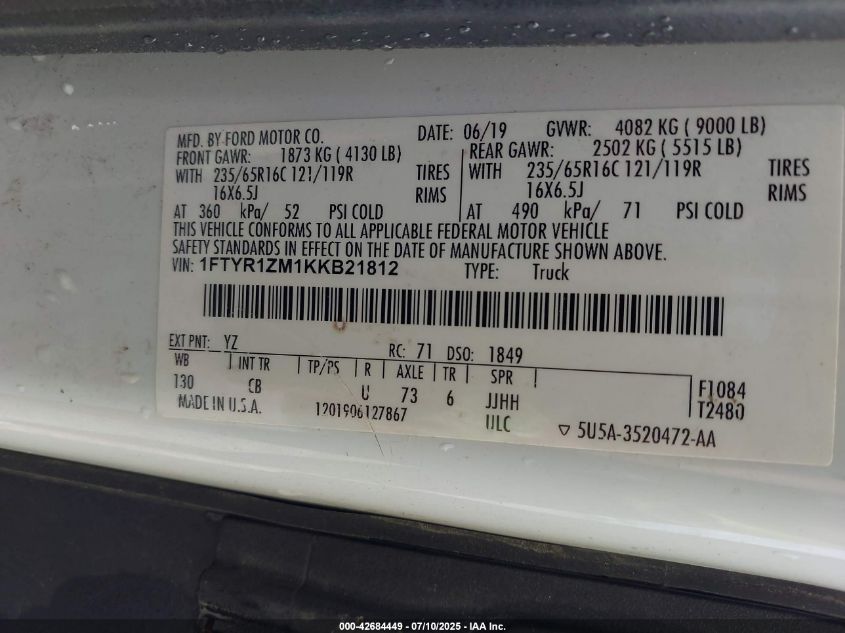 MFD. BY FORD MOTOR CO. DATE: 06/19 GVWR: 4082 KG ( 9000 LB)
FRONT GAWR: 1873 KG ( 4130 LB) REAR GAWR: 2502 KG ( 5515 LB)
WITH 235/65R16C 121/119R TIRES WITH 235/65R16C 121/119R TIRES
16X6.5J RIMS 16X6.5J RIMS
AT 360 kPa/ 52 PSI COLD AT 490 kPa/ 71 PSI COLD
THIS VEHICLE CONFORMS TO ALL APPLICABLE FEDERAL MOTOR VEHICLE
SAFETY STANDARDS IN EFFECT ON THE DATE OF MANUFACTURE SHOWN ABOVE.
VIN: 1FTYR1ZM1KKB21812 TYPE: Truck
EXT PNT: YZ RC: 71 DSO: 1849
WB INT TR TP/PS R AXLE TR SPR F1084
130 CB U 73 6 JJHH T2480
MADE IN U.S.A. 1201906127867 ULC ▽ 5U5A-3520472-AA
000-42684449 - 07/10/2025 - IAA Inc.